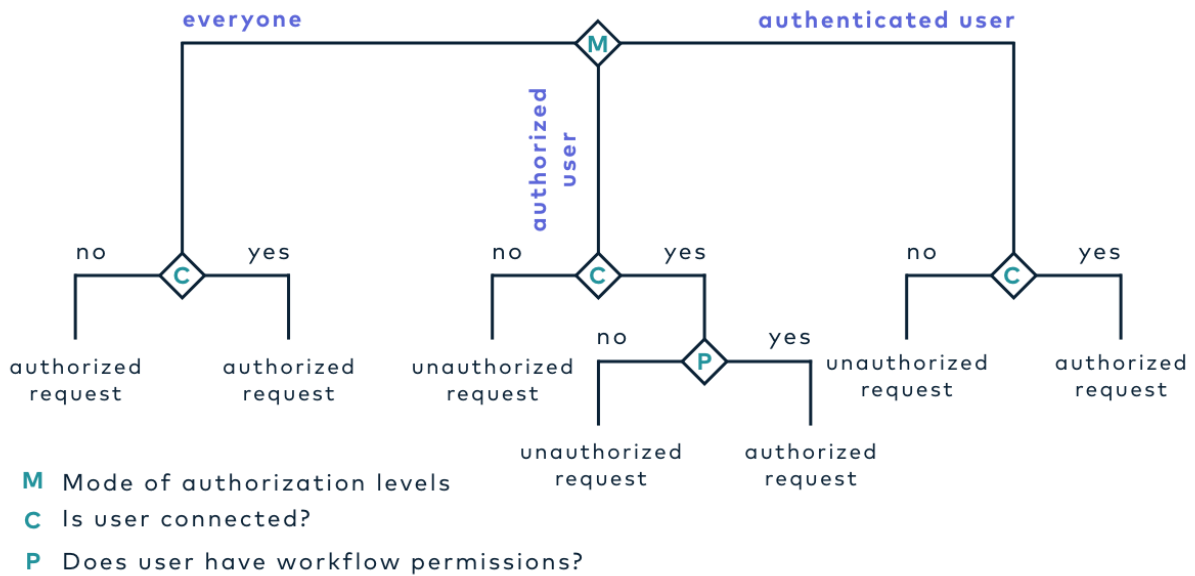 everyone
authenticated user
M
authorized
user
no
yes
no
yes
no
yes
C
C
C
no
yes
P
authorized
request
authorized
request
unauthorized
request
unauthorized
request
authorized
request
unauthorized
request
authorized
request
M Mode of authorization levels
C Is user connected?
P Does user have workflow permissions?